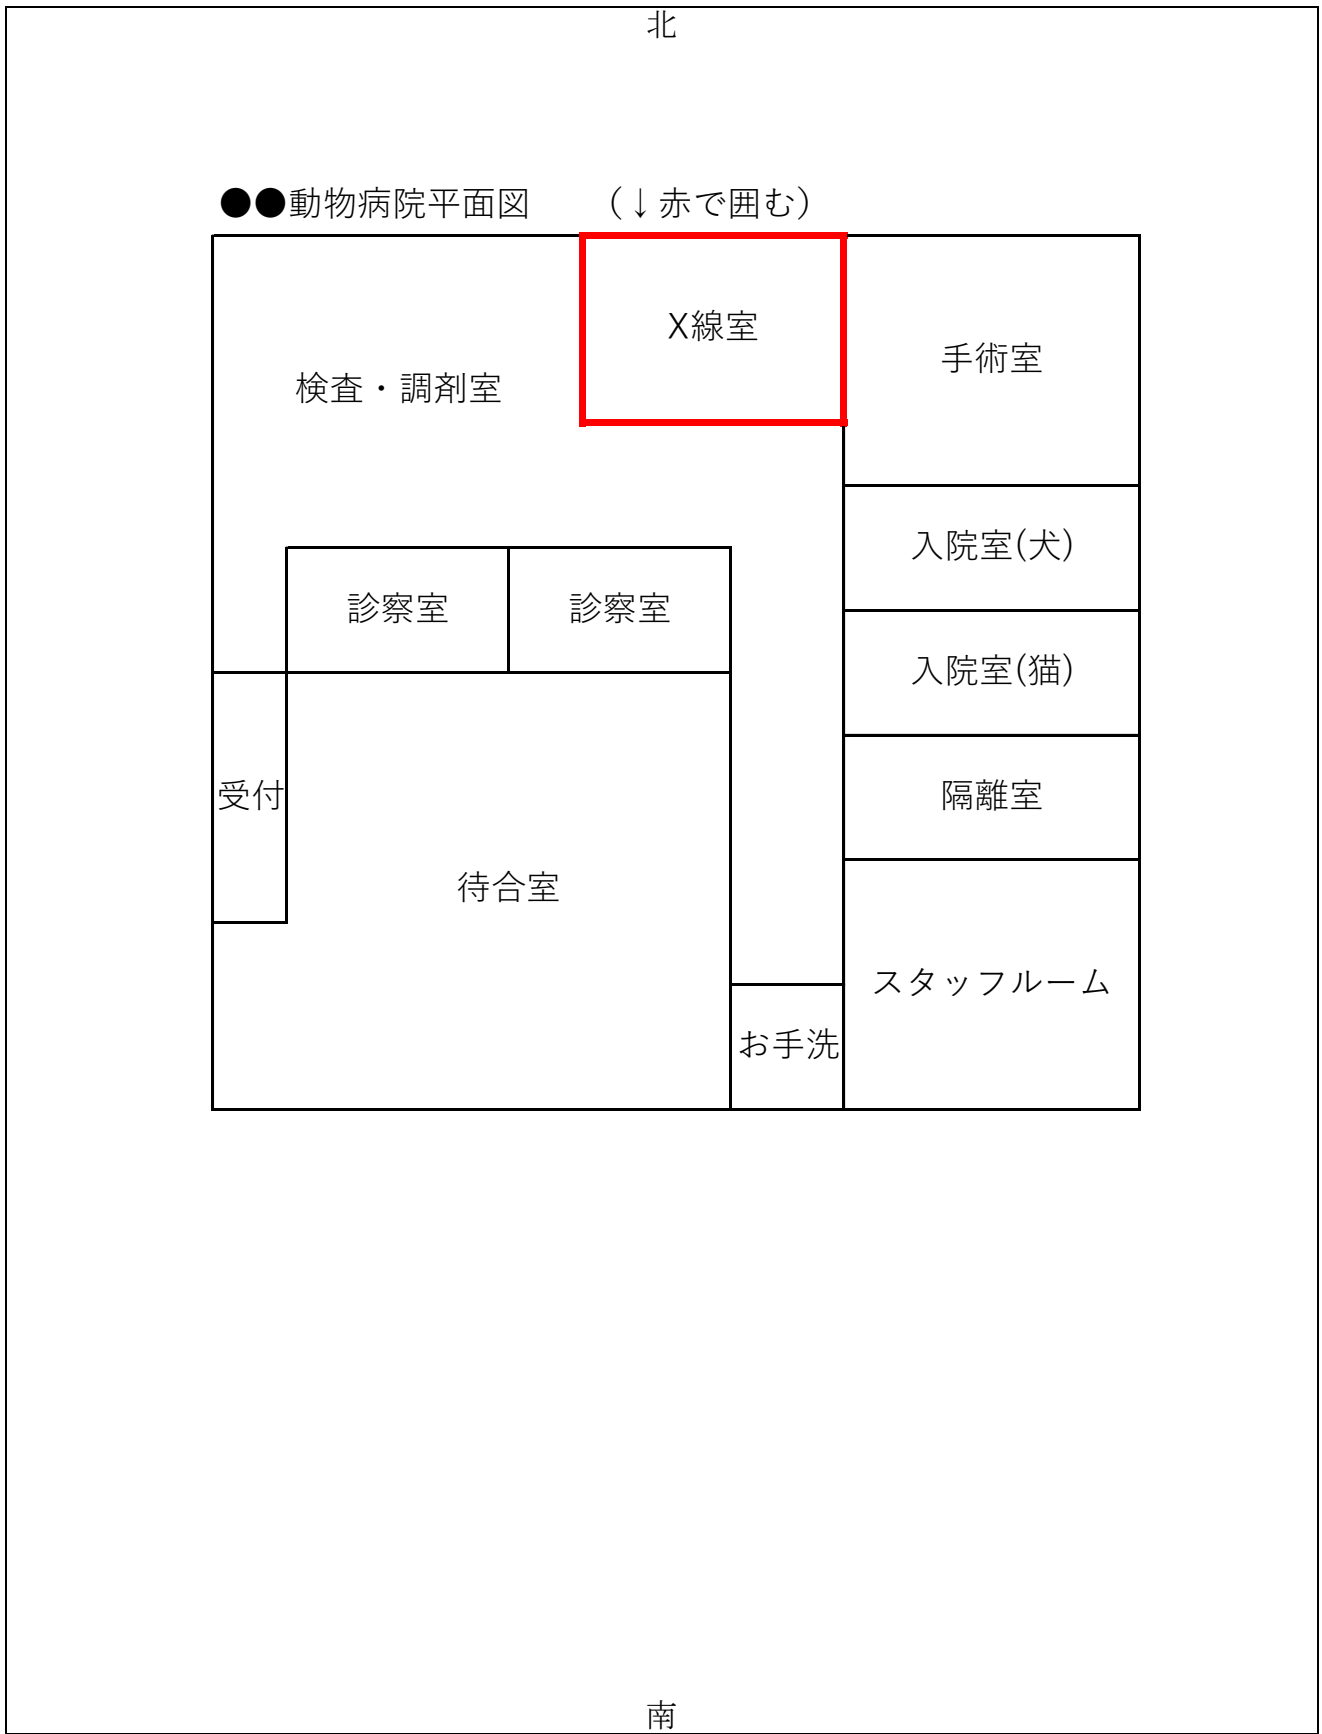 北
●●動物病院平面図　　（↓赤で囲む）
X線室
手術室
検査・調剤室
入院室(犬)
診察室
診察室
入院室(猫)
受付
隔離室
待合室
スタッフルーム
お手洗
南